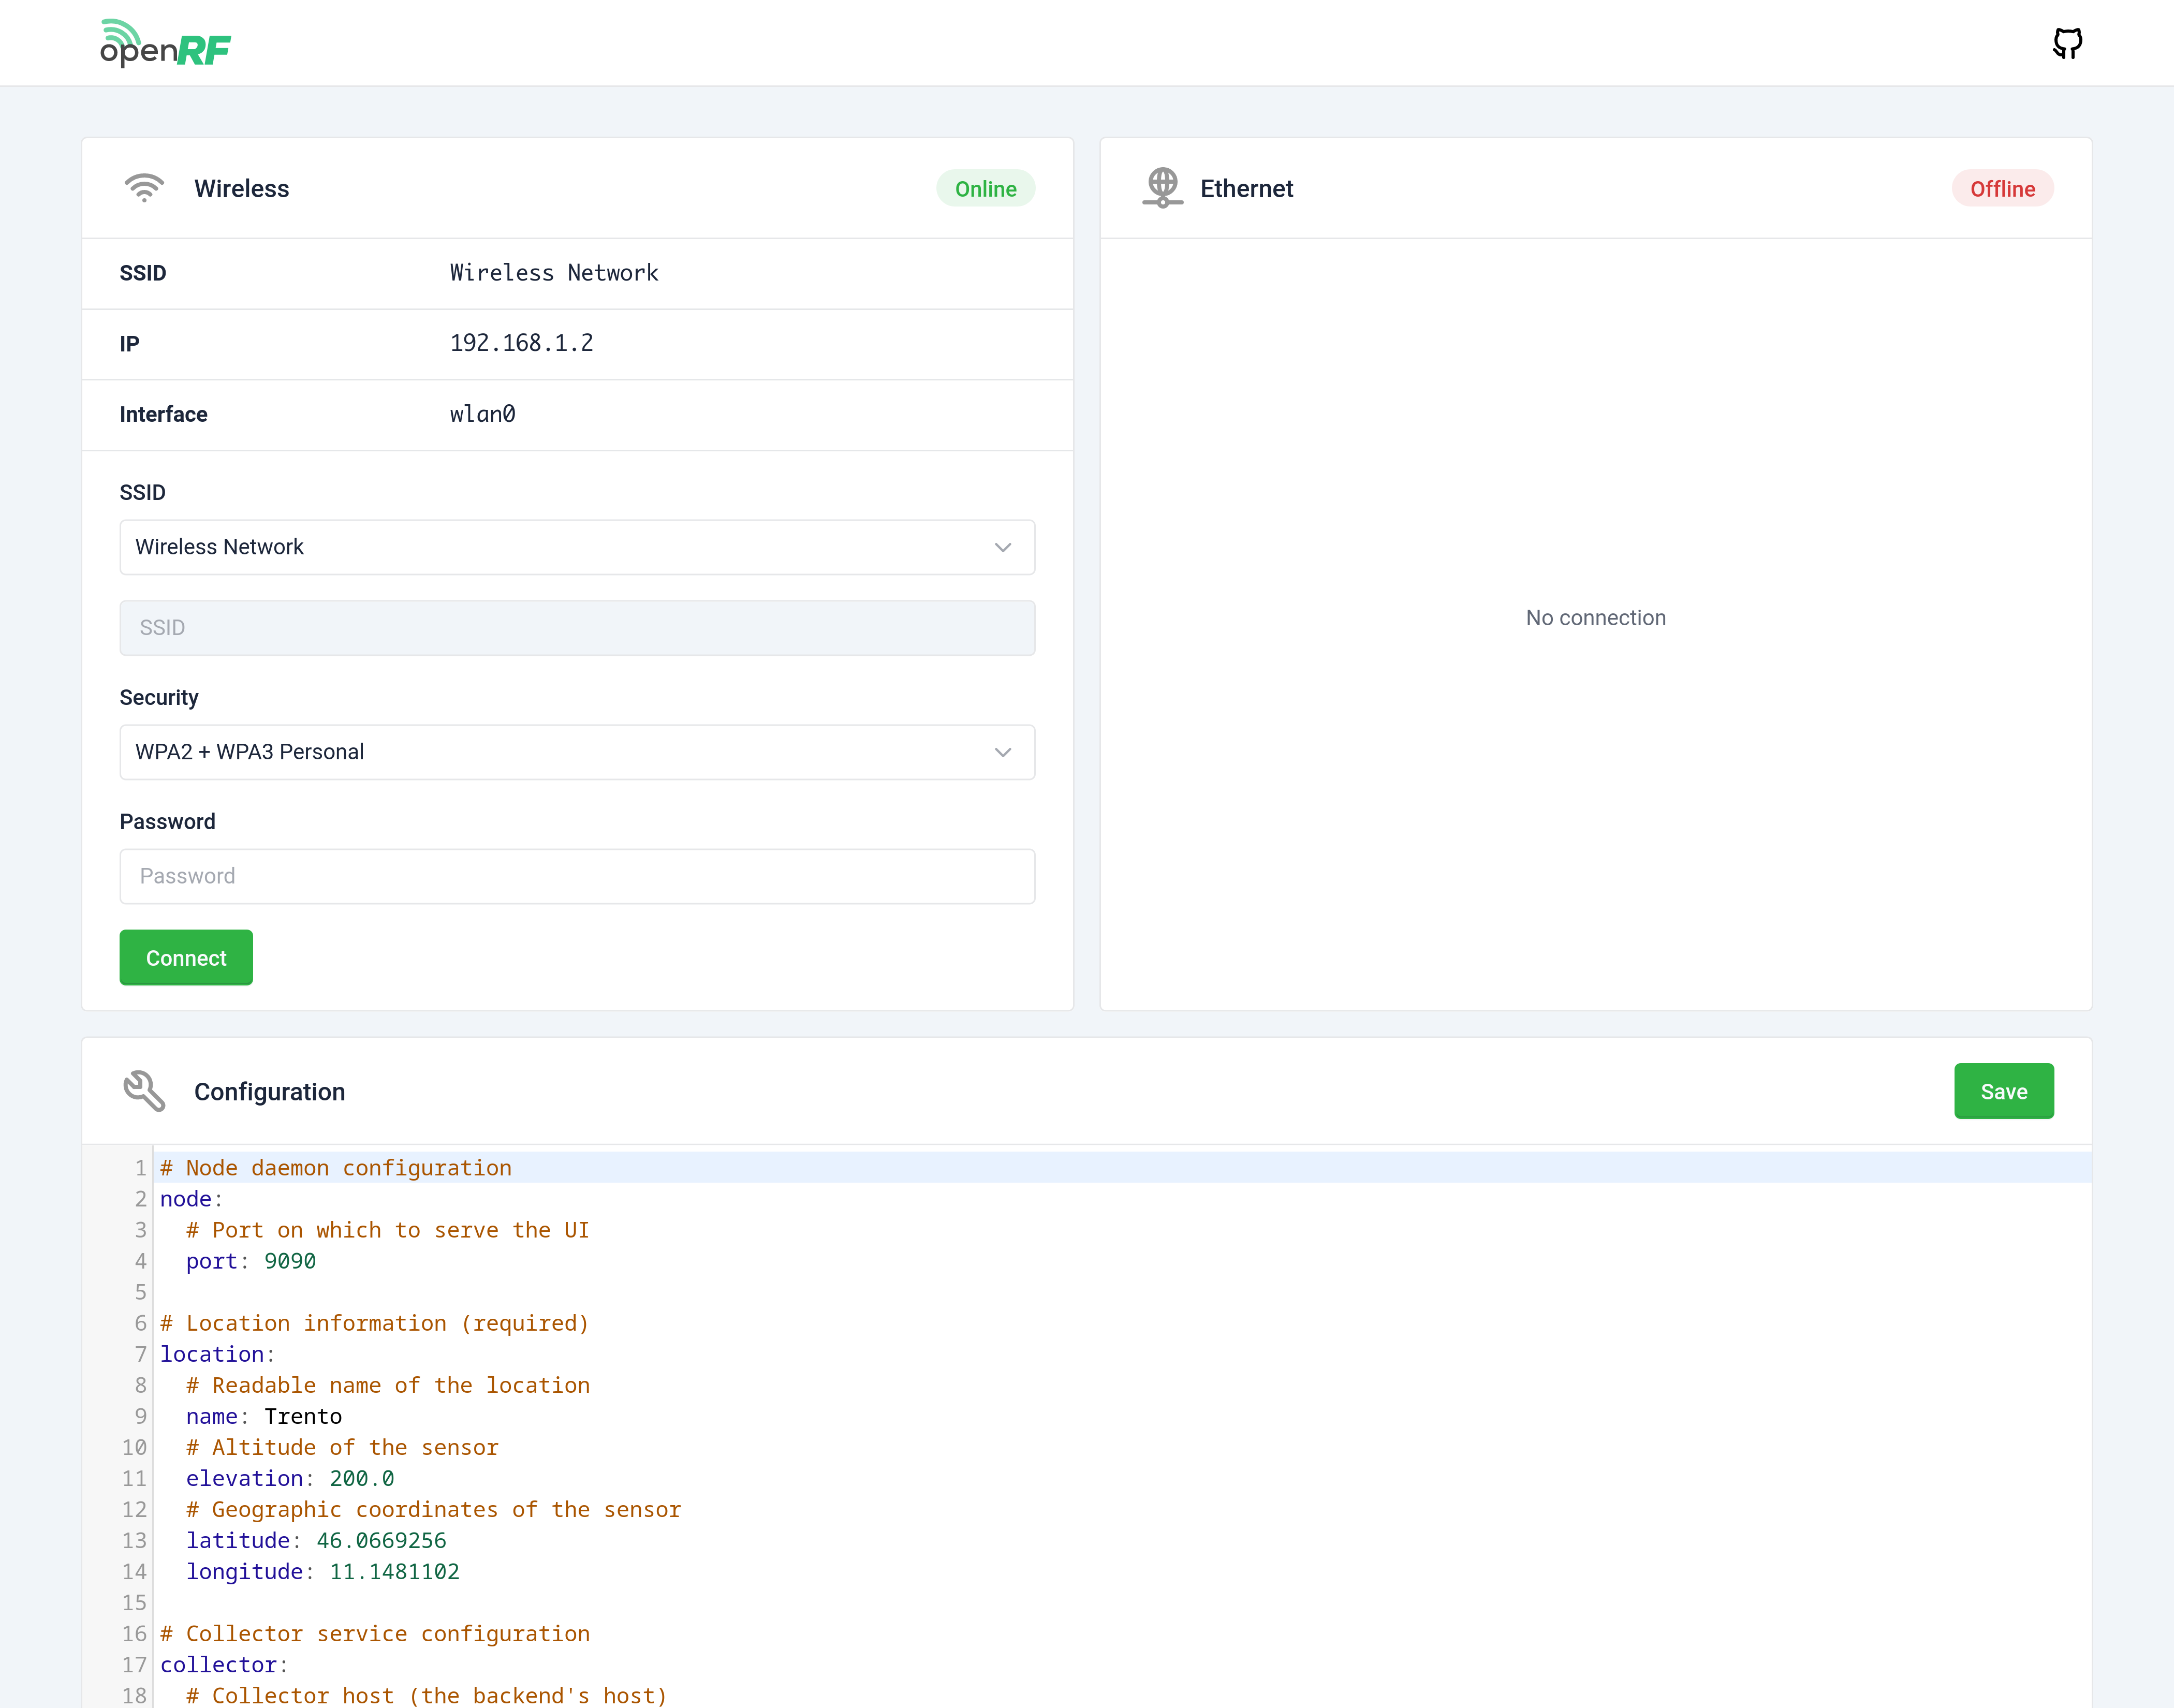 openRF
Wireless
Online
SSID
Wireless Network
IP
192.168.1.2
Interface
wlan0
SSID
Wireless Network
SSID
Security
WPA2 + WPA3 Personal
Password
Password
Connect
Ethernet
Offline
No connection
Configuration
Save
1 # Node daemon configuration
2 node:
3   # Port on which to serve the UI
4   port: 9090
5
6 # Location information (required)
7 location:
8   # Readable name of the location
9   name: Trento
10   # Altitude of the sensor
11   elevation: 200.0
12   # Geographic coordinates of the sensor
13   latitude: 46.0669256
14   longitude: 11.1481102
15
16 # Collector service configuration
17 collector:
18   # Collector host (the backend's host)